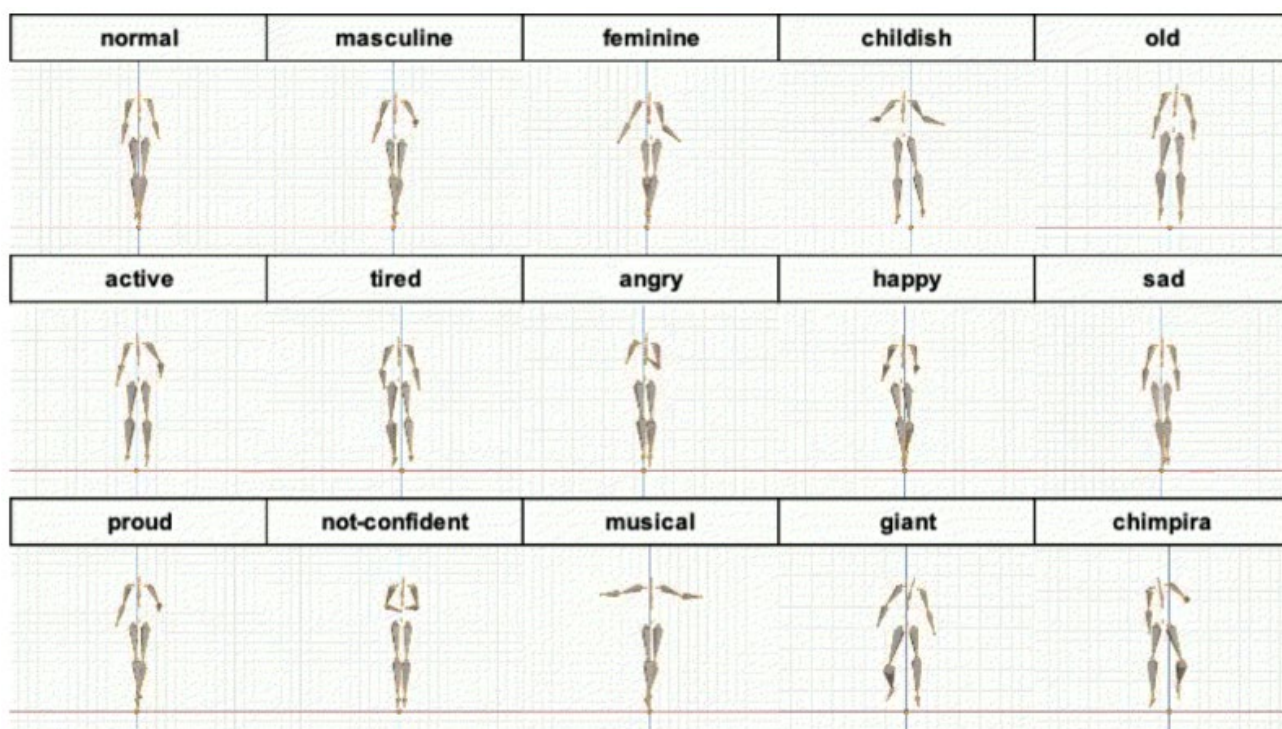 normal masculine feminine childish old
active tired angry happy sad
proud not-confident musical giant chimpira